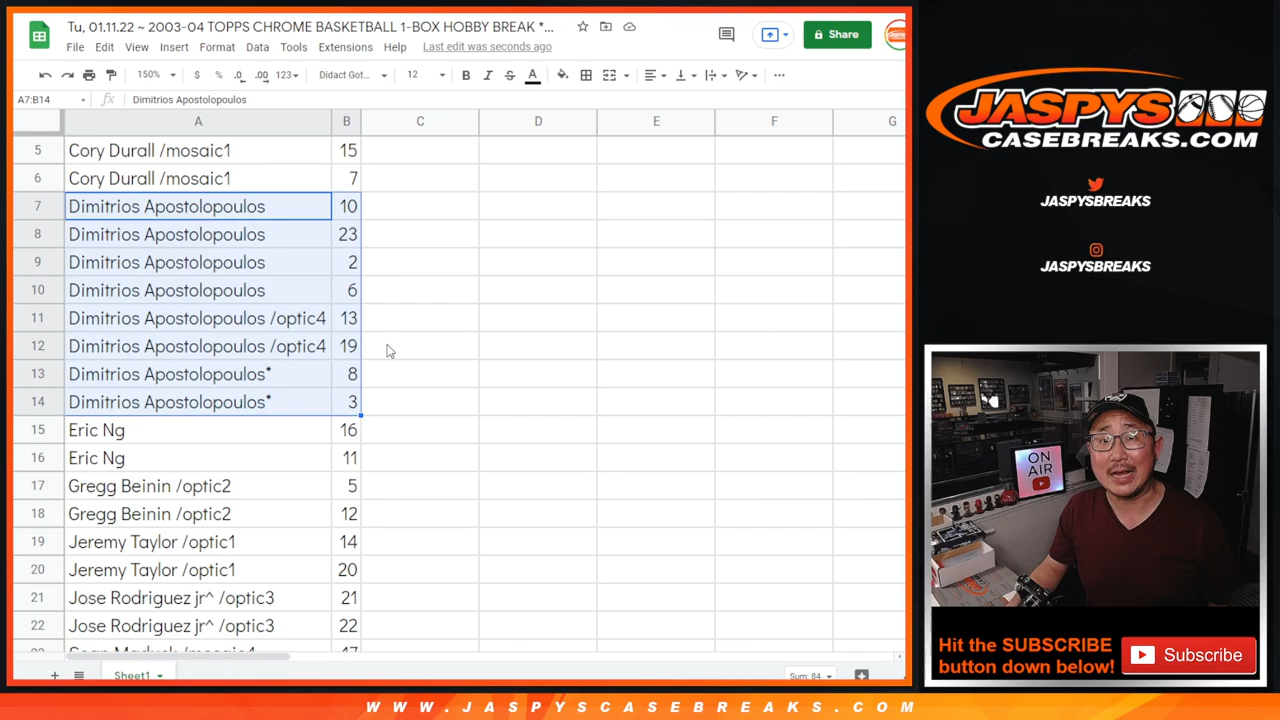 Tu, 01.11.22 ~ 2003-04 TOPPS CHROME BASKETBALL 1-BOX HOBBY BREAK *...
Share
File Edit View Insert Format Data Tools Extensions Help Last edit was seconds ago
150% $ % .0 .00 123 Didact Got... 12 B I S A
A7:B14 fx Dimitrios Apostolopoulos
A B C D E F G
5 Cory Durall /mosaic1 15
6 Cory Durall /mosaic1 7
7 Dimitrios Apostolopoulos 10
8 Dimitrios Apostolopoulos 23
9 Dimitrios Apostolopoulos 2
10 Dimitrios Apostolopoulos 6
11 Dimitrios Apostolopoulos /optic4 13
12 Dimitrios Apostolopoulos /optic4 19
13 Dimitrios Apostolopoulos* 8
14 Dimitrios Apostolopoulos* 3
15 Eric Ng 16
16 Eric Ng 11
17 Gregg Beinin /optic2 5
18 Gregg Beinin /optic2 12
19 Jeremy Taylor /optic1 14
20 Jeremy Taylor /optic1 20
21 Jose Rodriguez jr^ /optic3 21
22 Jose Rodriguez jr^ /optic3 22
Sheet1
Sum: 84
JASPYS
CASEBREAKS.COM
JASPYSBREAKS
JASPYSBREAKS
ON
AIR
Hit the SUBSCRIBE
button down below!
Subscribe
WWW.JASPYSCASEBREAKS.COM